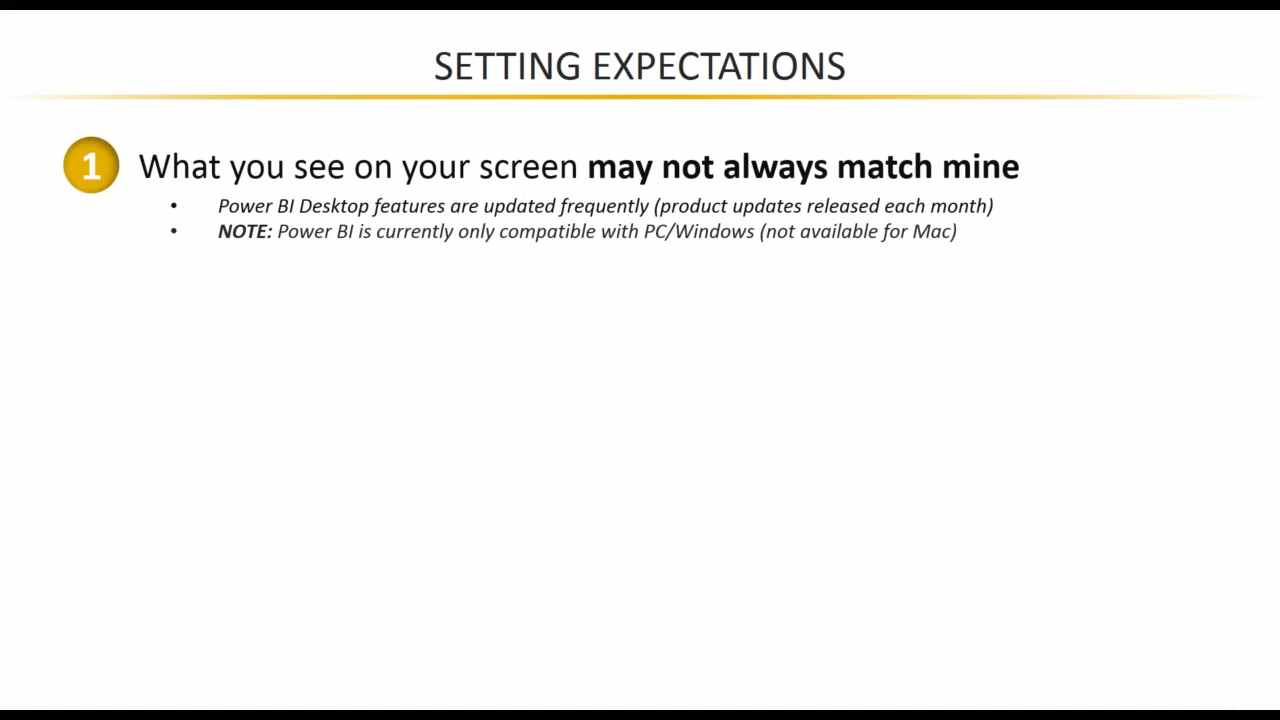 SETTING EXPECTATIONS
1 What you see on your screen may not always match mine
• Power BI Desktop features are updated frequently (product updates released each month)
• NOTE: Power BI is currently only compatible with PC/Windows (not available for Mac)